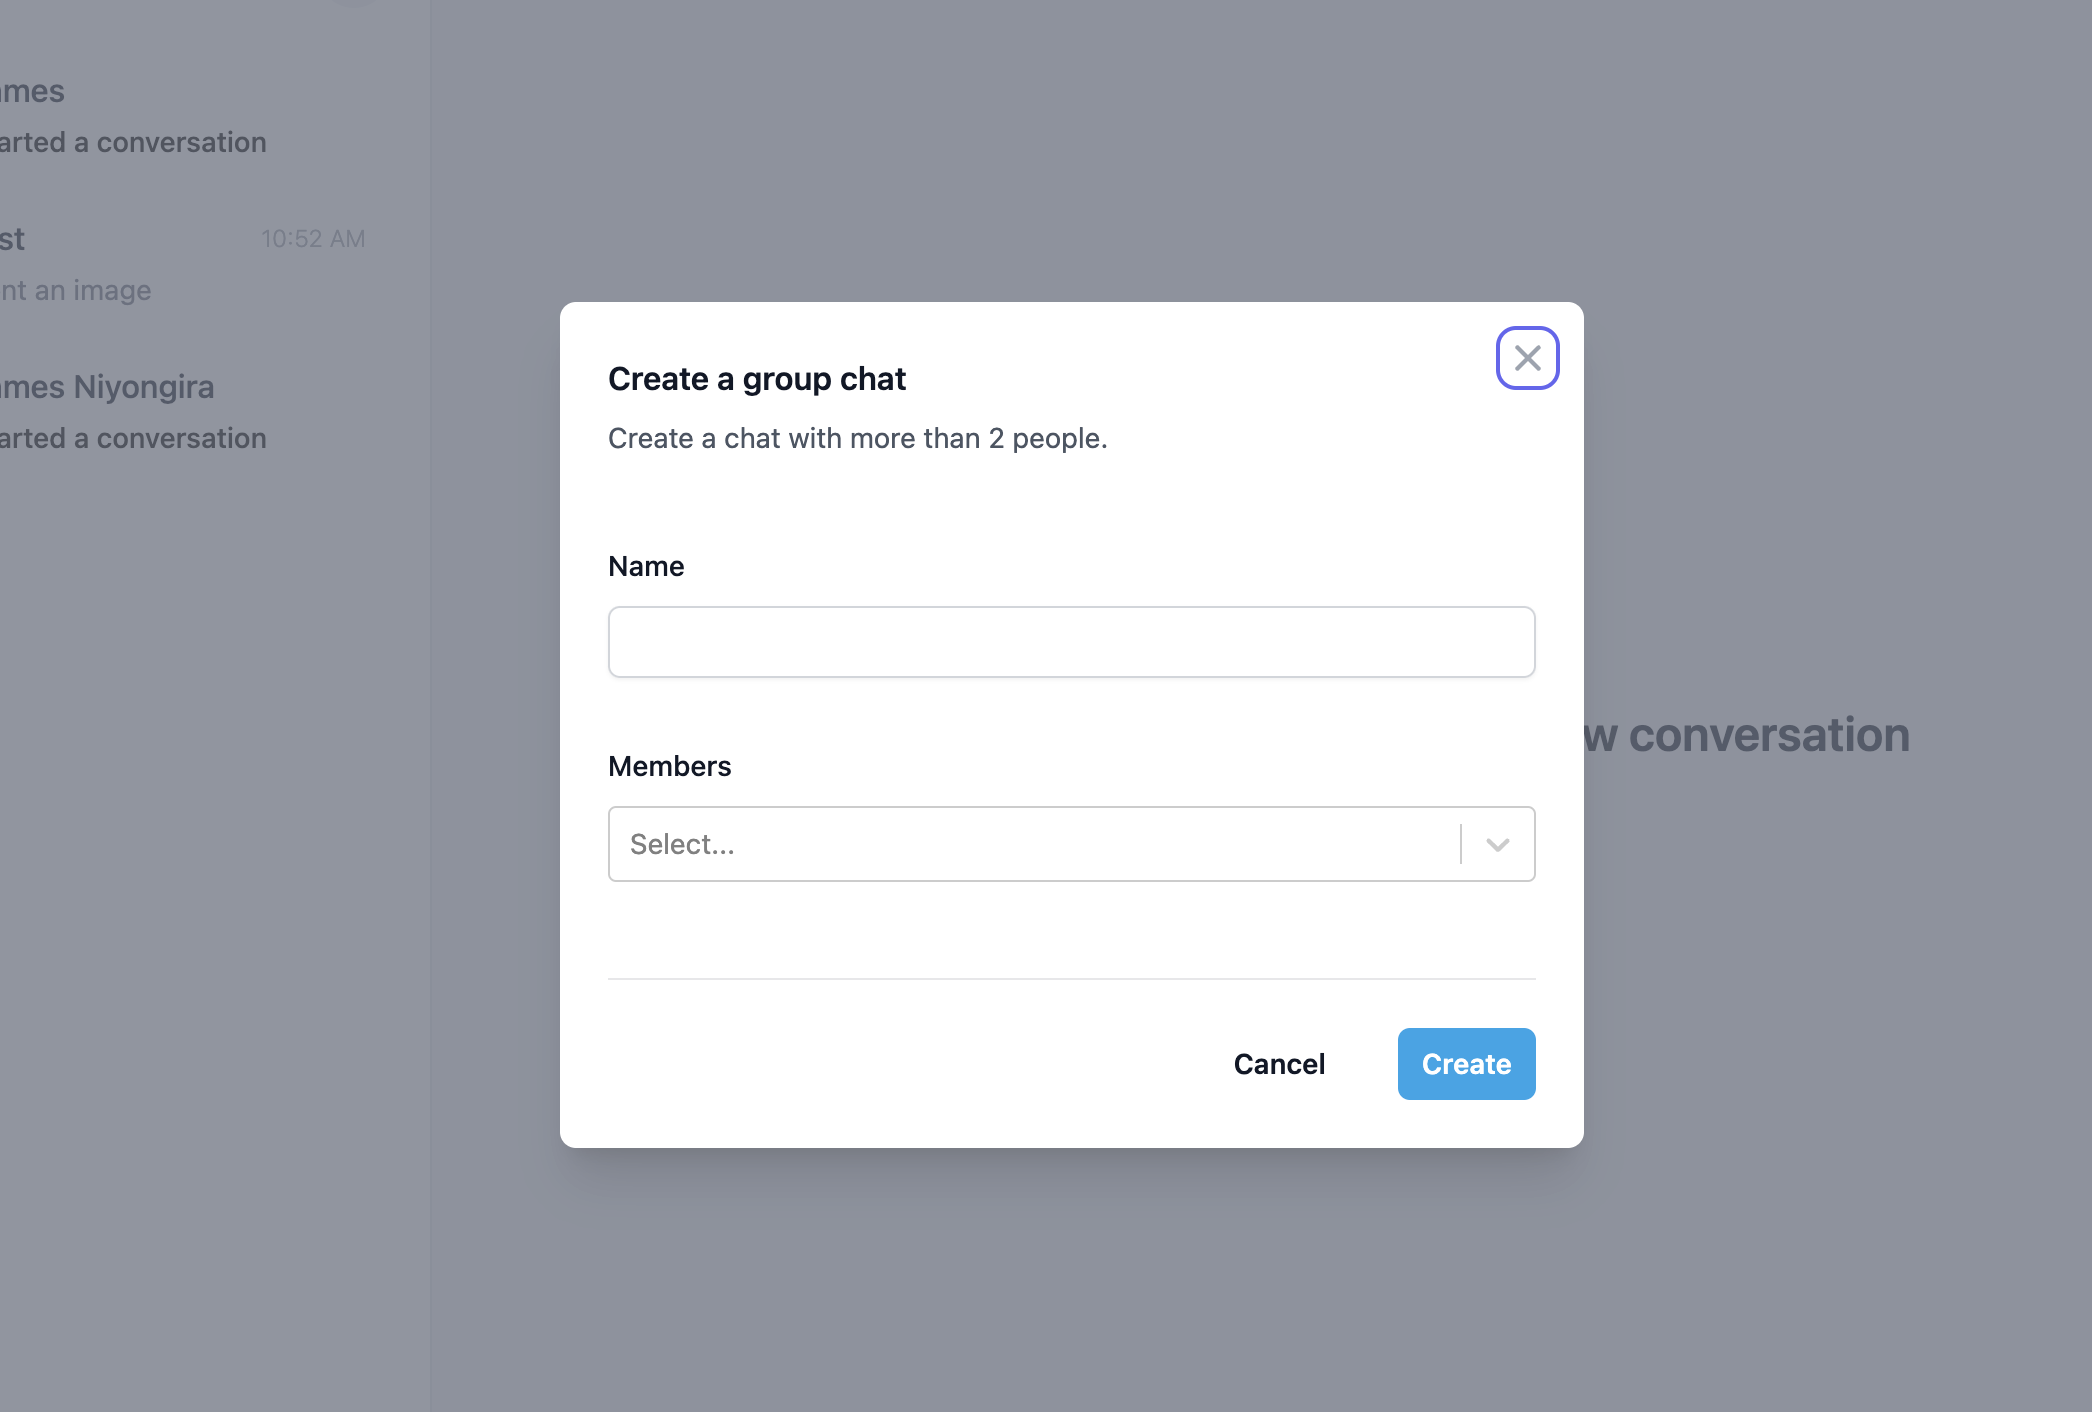 mes
arted a conversation
st
10:52 AM
nt an image
mes Niyongira
arted a conversation
Create a group chat
Create a chat with more than 2 people.
Name
Members
Select...
w conversation
Cancel
Create